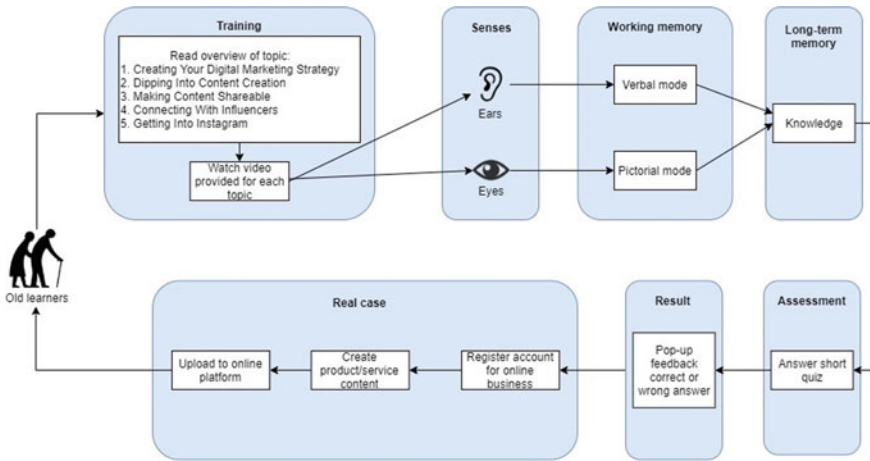 Training
Read overview of topic:
1. Creating Your Digital Marketing Strategy
2. Dipping Into Content Creation
3. Making Content Shareable
4. Connecting With Influencers
5. Getting Into Instagram
Watch video
provided for each
topic
Senses
Ears
Eyes
Working memory
Verbal mode
Pictorial mode
Long-term
memory
Knowledge
Old learners
Real case
Upload to online
platform
Create
product/service
content
Register account
for online
business
Result
Pop-up
feedback
correct or
wrong answer
Assessment
Answer short
quiz